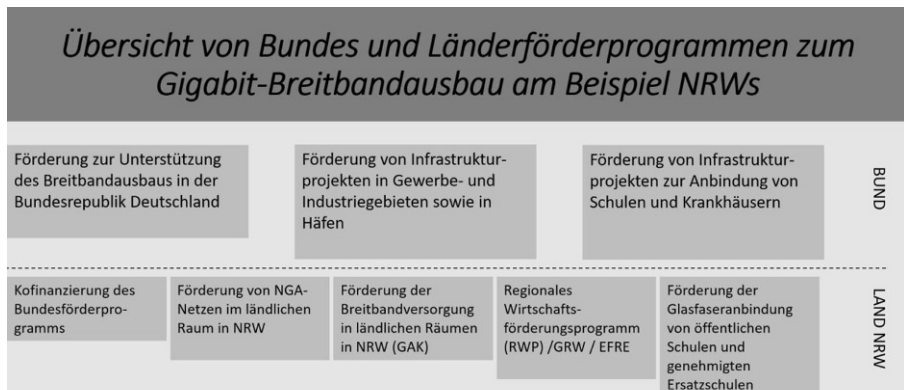 Übersicht von Bundes und Länderförderprogrammen zum
Gigabit-Breitbandausbau am Beispiel NRWs
Förderung zur Unterstützung
des Breitbandausbaus in der
Bundesrepublik Deutschland
Förderung von Infrastruktur-
projekten in Gewerbe- und
Industriegebieten sowie in
Häfen
Förderung von Infrastruktur-
projekten zur Anbindung von
Schulen und Krankhäusern
BUND
Kofinanzierung des
Bundesförderpro-
gramms
Förderung von NGA-
Netzen im ländlichen
Raum in NRW
Förderung der
Breitbandversorgung
in ländlichen Räumen
in NRW (GAK)
Regionales
Wirtschafts-
förderungsprogramm
(RWP) /GRW / EFRE
Förderung der
Glasfaseranbindung
von öffentlichen
Schulen und
genehmigten
Ersatzschulen
LAND NRW